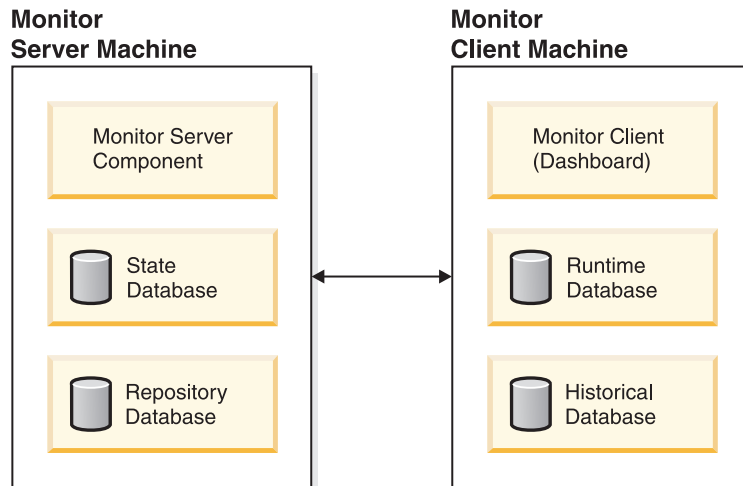 Monitor
Server Machine
Monitor Server
Component
State
Database
Repository
Database
Monitor
Client Machine
Monitor Client
(Dashboard)
Runtime
Database
Historical
Database